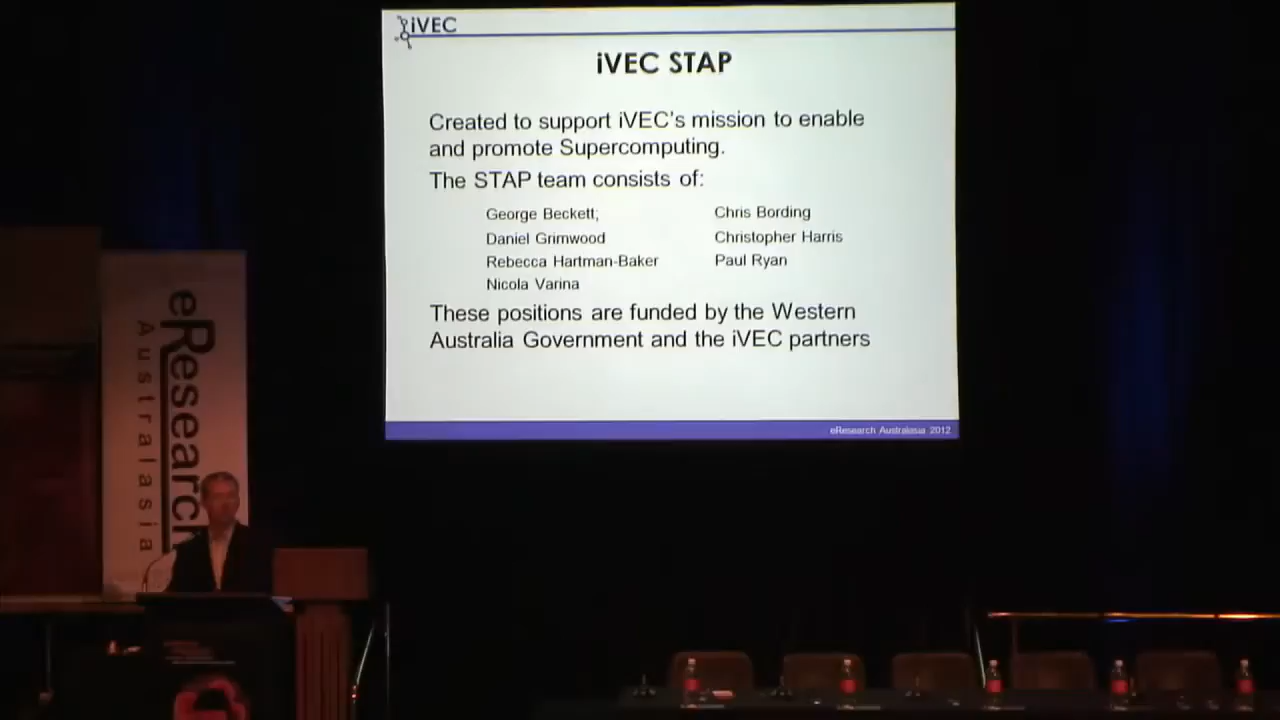 iVEC
iVEC STAP
Created to support iVEC's mission to enable
and promote Supercomputing.
The STAP team consists of:
George Beckett,
Chris Bording
Daniel Grimwood
Christopher Harris
Rebecca Hartman-Baker
Paul Ryan
Nicola Varina
These positions are funded by the Western
Australia Government and the iVEC partners
eResearch Australasia 2012
eResearch
Australasia